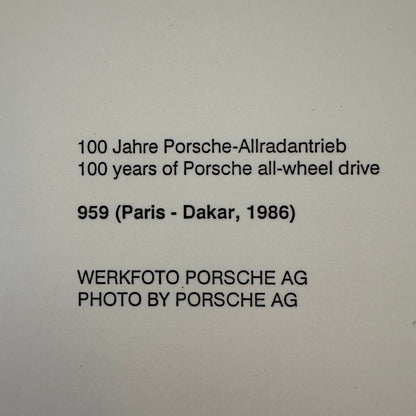 100 Jahre Porsche-Allradantrieb
100 years of Porsche all-wheel drive
959 (Paris - Dakar, 1986)
WERKFOTO PORSCHE AG
PHOTO BY PORSCHE AG